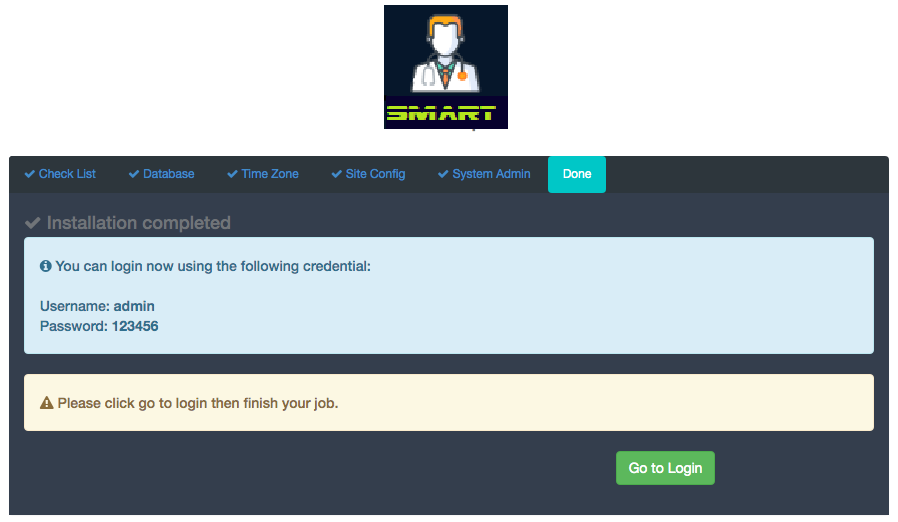 SMART
Check List Database Time Zone Site Config System Admin Done
Installation completed
You can login now using the following credential:
Username: admin
Password: 123456
Please click go to login then finish your job.
Go to Login